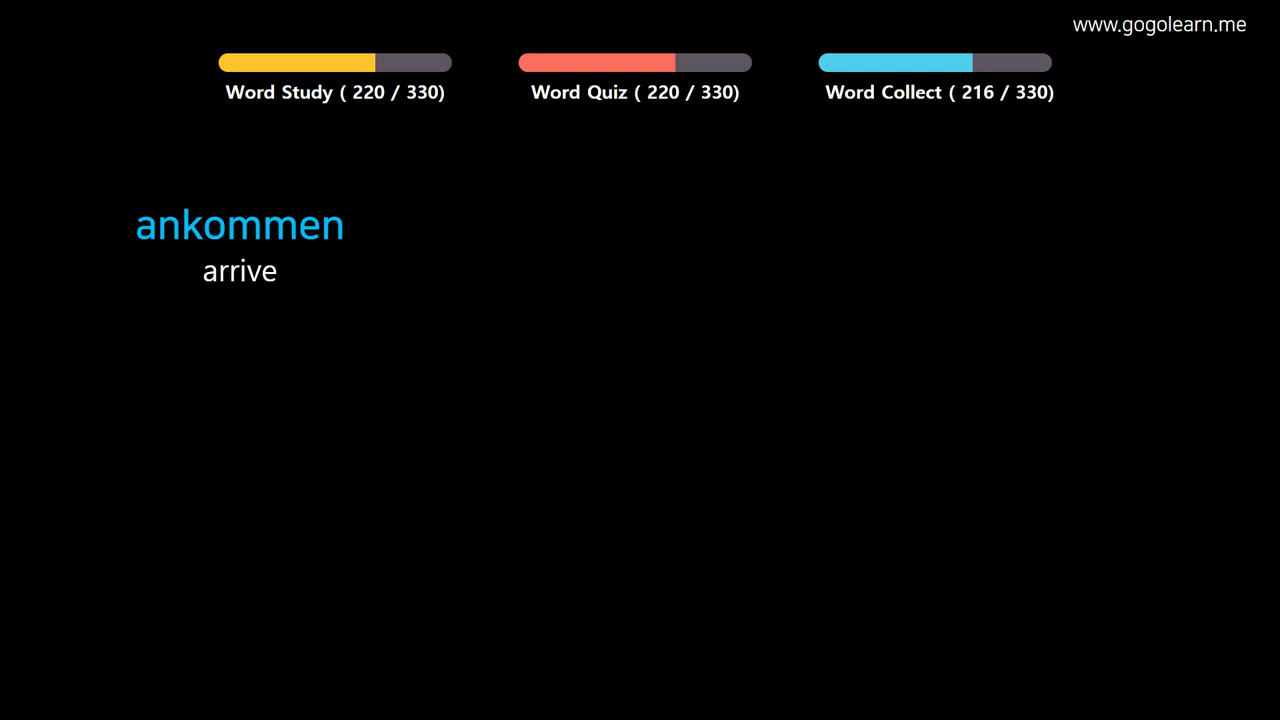 www.gogolearn.me
Word Study ( 220 / 330)
Word Quiz ( 220 / 330)
Word Collect ( 216 / 330)
ankommen
arrive